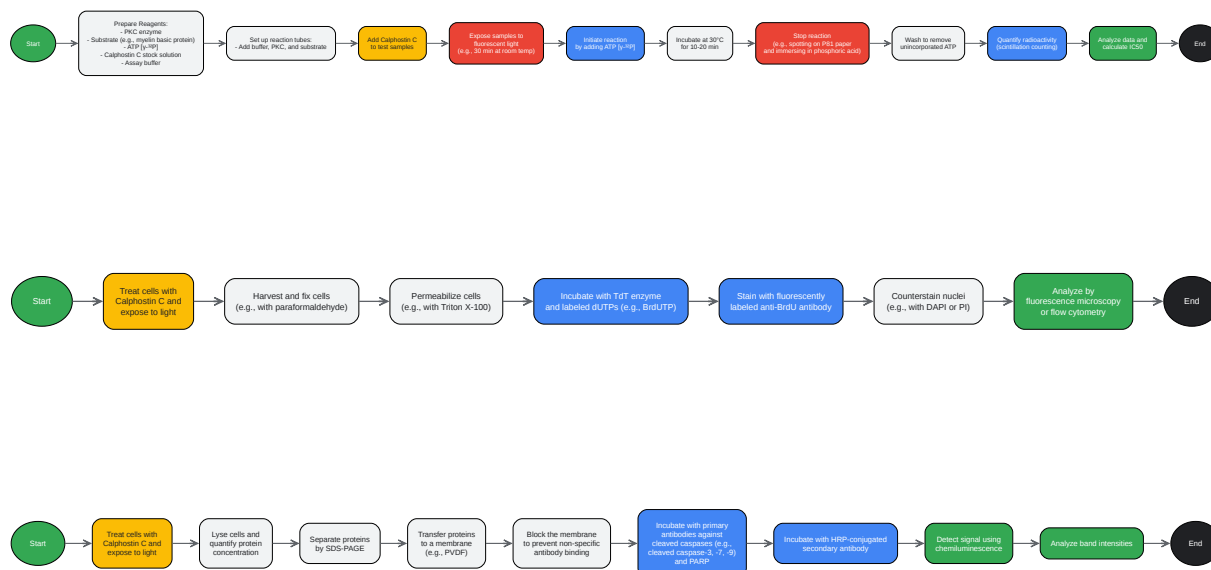 Start
Prepare Reagents:
- PKC enzyme
- Substrate (e.g., myelin basic protein)
- ATP [γ-³²P]
- Calphostin C stock solution
- Assay buffer
Set up reaction tubes:
- Add buffer, PKC, and substrate
Add Calphostin C
to test samples
Expose samples to
fluorescent light
(e.g., 30 min at room temp)
Initiate reaction
by adding ATP [γ-³²P]
Incubate at 30°C
for 10-20 min
Stop reaction
(e.g., spotting on P81 paper
and immersing in phosphoric acid)
Wash to remove
unincorporated ATP
Quantify radioactivity
(scintillation counting)
Analyze data and
calculate IC50
End
Start
Treat cells with
Calphostin C and
expose to light
Harvest and fix cells
(e.g., with paraformaldehyde)
Permeabilize cells
(e.g., with Triton X-100)
Incubate with TdT enzyme
and labeled dUTPs (e.g., BrdUTP)
Stain with fluorescently
labeled anti-BrdU antibody
Counterstain nuclei
(e.g., with DAPI or PI)
Analyze by
fluorescence microscopy
or flow cytometry
End
Start
Treat cells with
Calphostin C and
expose to light
Lyse cells and
quantify protein
concentration
Separate proteins
by SDS-PAGE
Transfer proteins
to a membrane
(e.g., PVDF)
Block the membrane
to prevent non-specific
antibody binding
Incubate with primary
antibodies against
cleaved caspases (e.g.,
cleaved caspase-3, -7, -9)
and PARP
Incubate with HRP-conjugated
secondary antibody
Detect signal using
chemiluminescence
Analyze band intensities
End